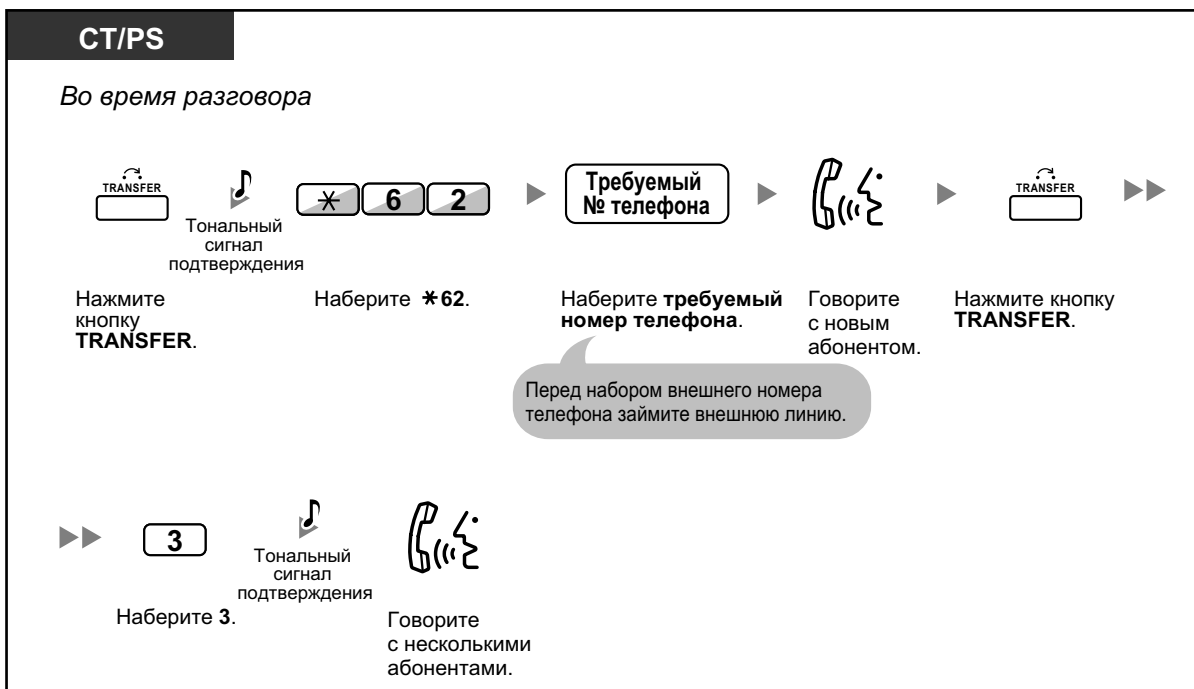 CT/PS
Во время разговора
TRANSFER
Тональный
сигнал
подтверждения
* 6 2
Требуемый
№ телефона
TRANSFER
Нажмите
кнопку
TRANSFER.
Наберите *62.
Наберите требуемый
номер телефона.
Говорите
с новым
абонентом.
Нажмите кнопку
TRANSFER.
Перед набором внешнего номера
телефона займите внешнюю линию.
3
Тональный
сигнал
подтверждения
Наберите 3.
Говорите
с несколькими
абонентами.